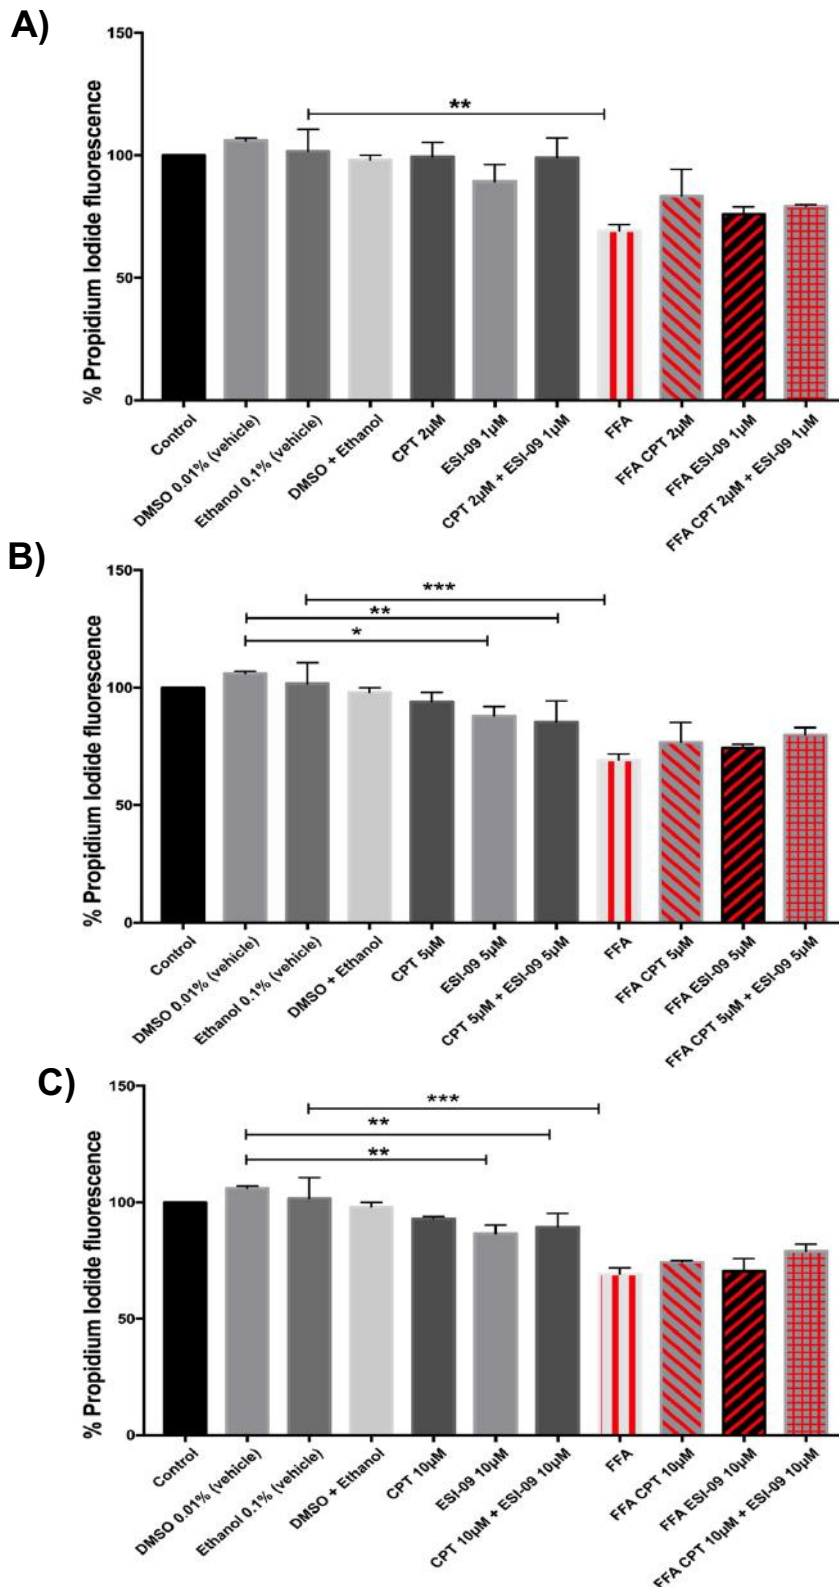 A)
% Propidium Iodide fluorescence
150
100
50
0
**
Control
DMSO 0.01% (vehicle)
Ethanol 0.1% (vehicle)
DMSO + Ethanol
CPT 2µM
ESI-09 1µM
CPT 2µM + ESI-09 1µM
FFA
FFA CPT 2µM
FFA ESI-09 1µM
FFA CPT 2µM + ESI-09 1µM
B)
% Propidium Iodide fluorescence
150
100
50
0
***
**
*
Control
DMSO 0.01% (vehicle)
Ethanol 0.1% (vehicle)
DMSO + Ethanol
CPT 5µM
ESI-09 5µM
CPT 5µM + ESI-09 5µM
FFA
FFA CPT 5µM
FFA ESI-09 5µM
FFA CPT 5µM + ESI-09 5µM
C)
% Propidium Iodide fluorescence
150
100
50
0
***
**
**
Control
DMSO 0.01% (vehicle)
Ethanol 0.1% (vehicle)
DMSO + Ethanol
CPT 10µM
ESI-09 10µM
CPT 10µM + ESI-09 10µM
FFA
FFA CPT 10µM
FFA ESI-09 10µM
FFA CPT 10µM + ESI-09 10µM